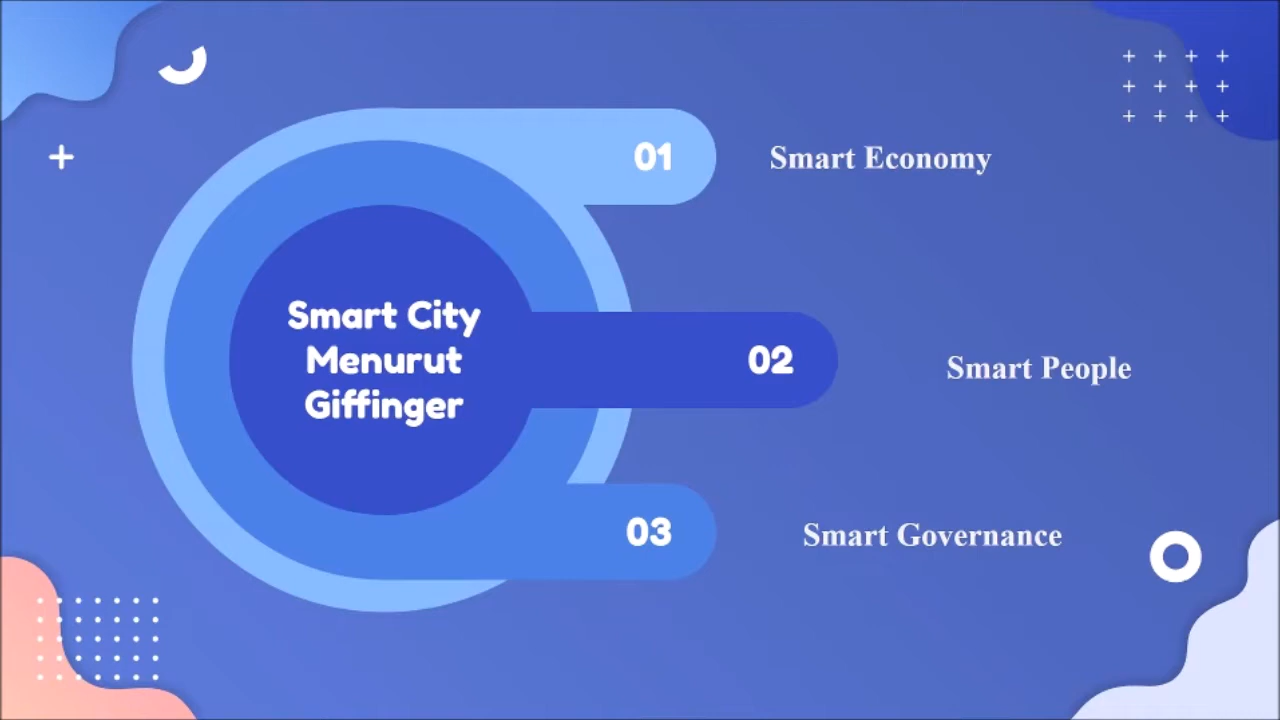 Smart City
Menurut
Giffinger
01
Smart Economy
02
Smart People
03
Smart Governance